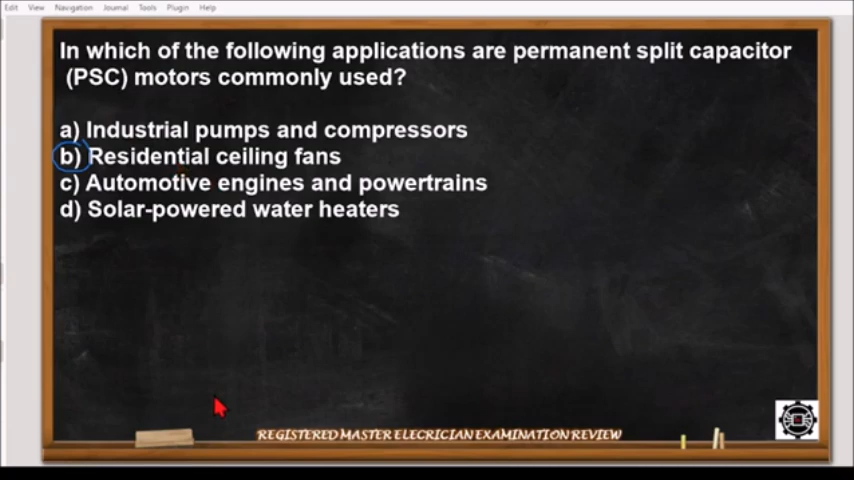 Edit View Navigation Journal Tools Plugin Help
In which of the following applications are permanent split capacitor
(PSC) motors commonly used?
a) Industrial pumps and compressors
b) Residential ceiling fans
c) Automotive engines and powertrains
d) Solar-powered water heaters
REGISTERED MASTER ELECRICIAN EXAMINATION REVIEW